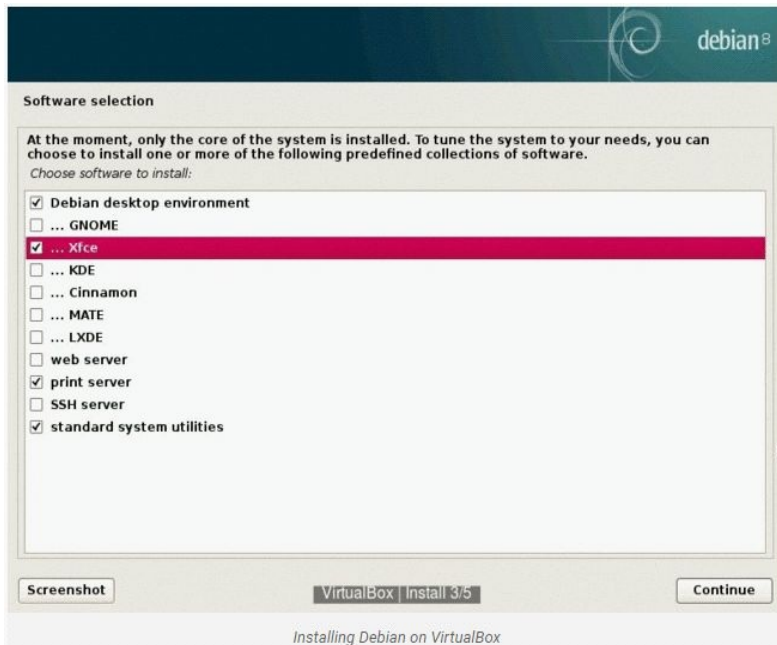 debian 8
Software selection
At the moment, only the core of the system is installed. To tune the system to your needs, you can
choose to install one or more of the following predefined collections of software.
Choose software to install:
Debian desktop environment
... GNOME
... Xfce
... KDE
... Cinnamon
... MATE
... LXDE
web server
print server
SSH server
standard system utilities
Screenshot
VirtualBox | Install 3/5
Continue
Installing Debian on VirtualBox